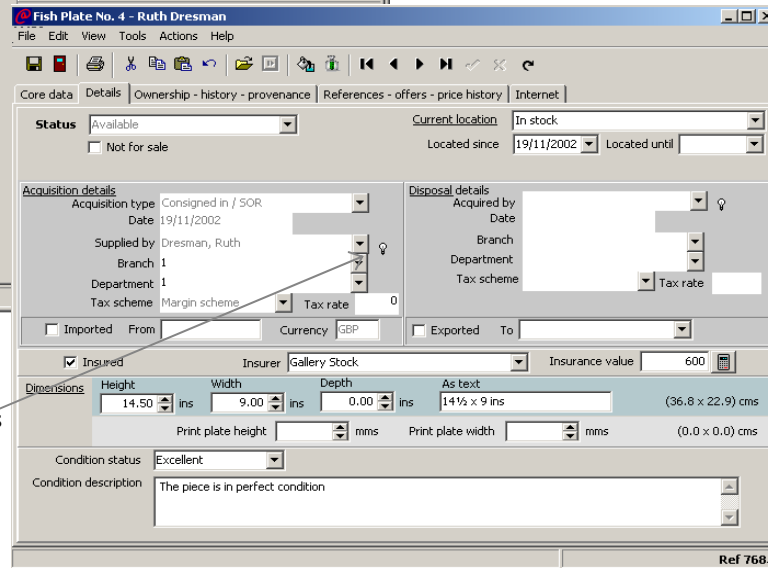 Fish Plate No. 4 - Ruth Dresman
File Edit View Tools Actions Help
Core data Details Ownership - history - provenance References - offers - price history Internet
Status Available Current location In stock
Not for sale Located since 19/11/2002 Located until
Acquisition details Disposal details
Acquisition type Consigned in / SOR Acquired by
Date 19/11/2002 Date
Supplied by Dresman, Ruth Branch
Branch 1 Department
Department 1 Tax scheme Tax rate
Tax scheme Margin scheme Tax rate 0
Imported From Currency GBP Exported To
Insured Insurer Gallery Stock Insurance value 600
Dimensions Height Width Depth As text
14.50 ins 9.00 ins 0.00 ins 14½ x 9 ins (36.8 x 22.9) cms
Print plate height mms Print plate width mms (0.0 x 0.0) cms
Condition status Excellent
Condition description The piece is in perfect condition
Ref 768